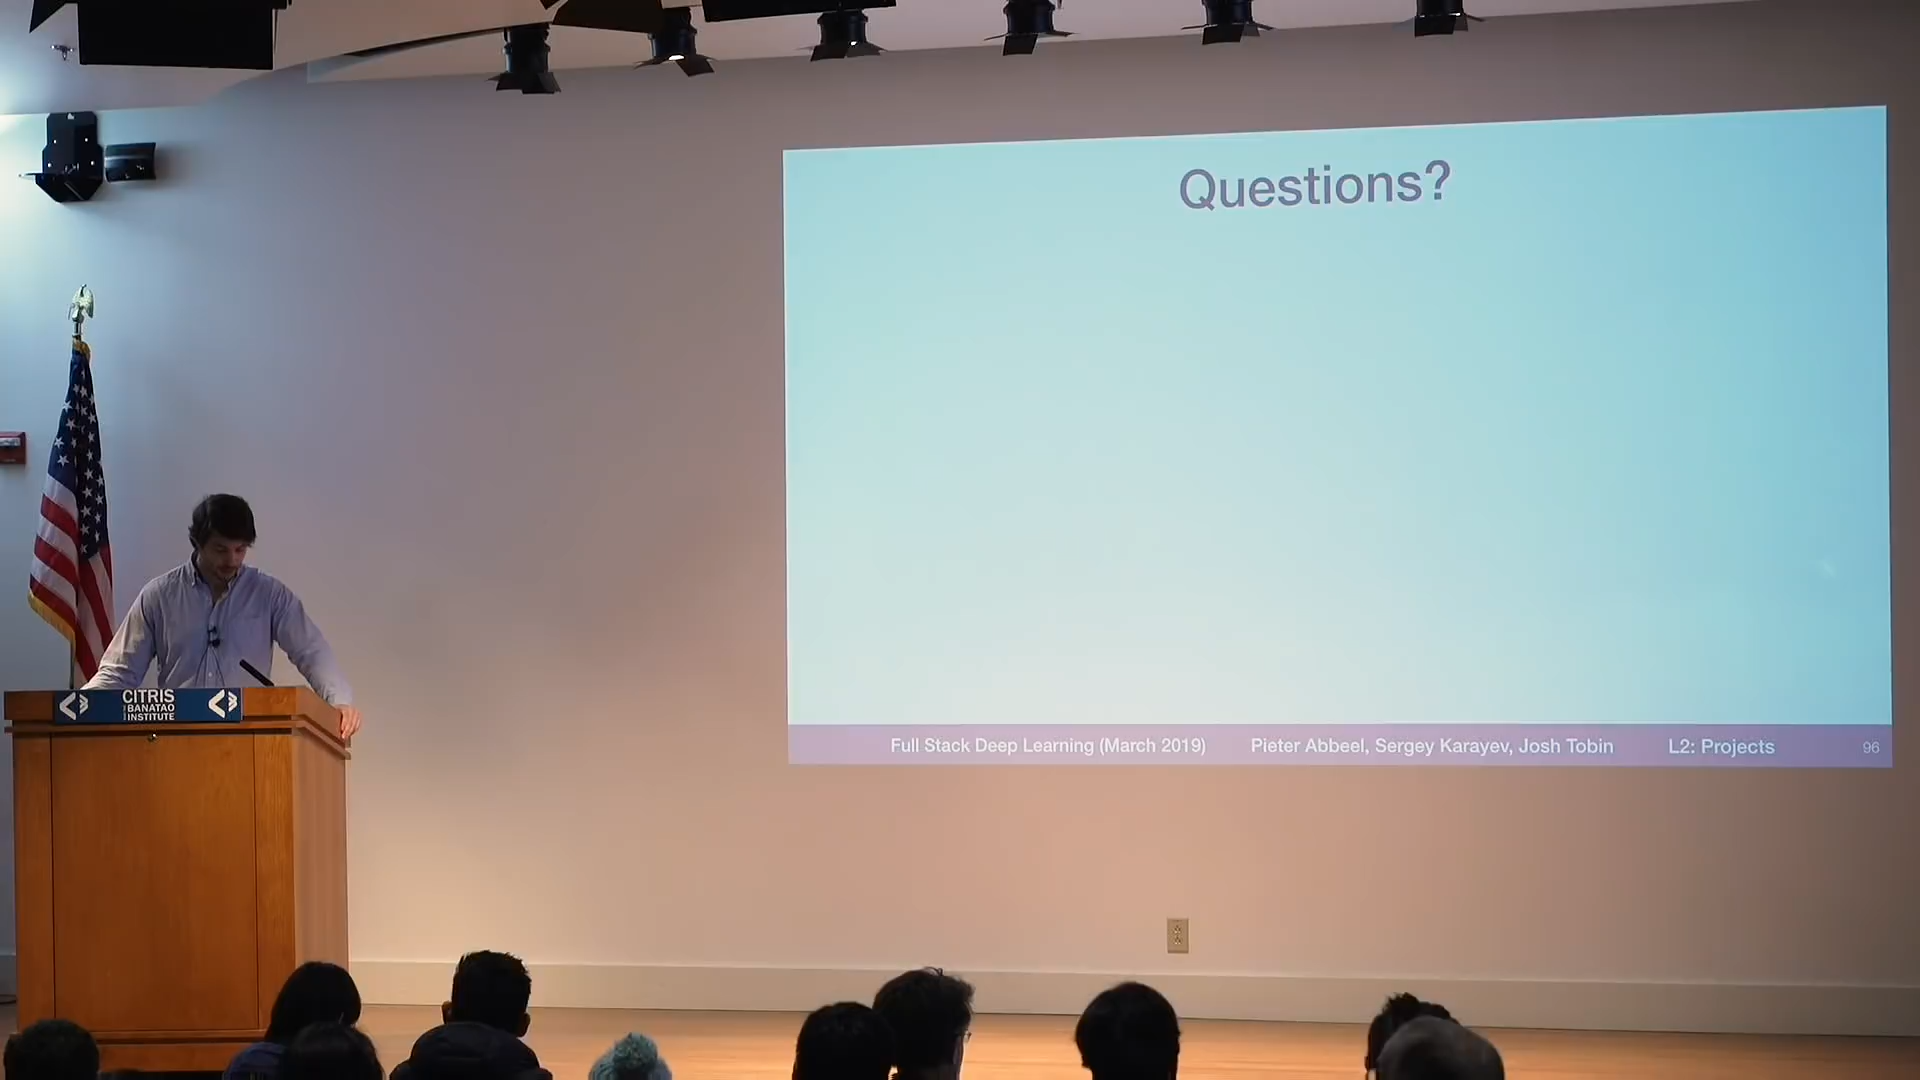 Questions?
Full Stack Deep Learning (March 2019) Pieter Abbeel, Sergey Karayev, Josh Tobin L2: Projects 96
CITRIS
BANATAO
INSTITUTE